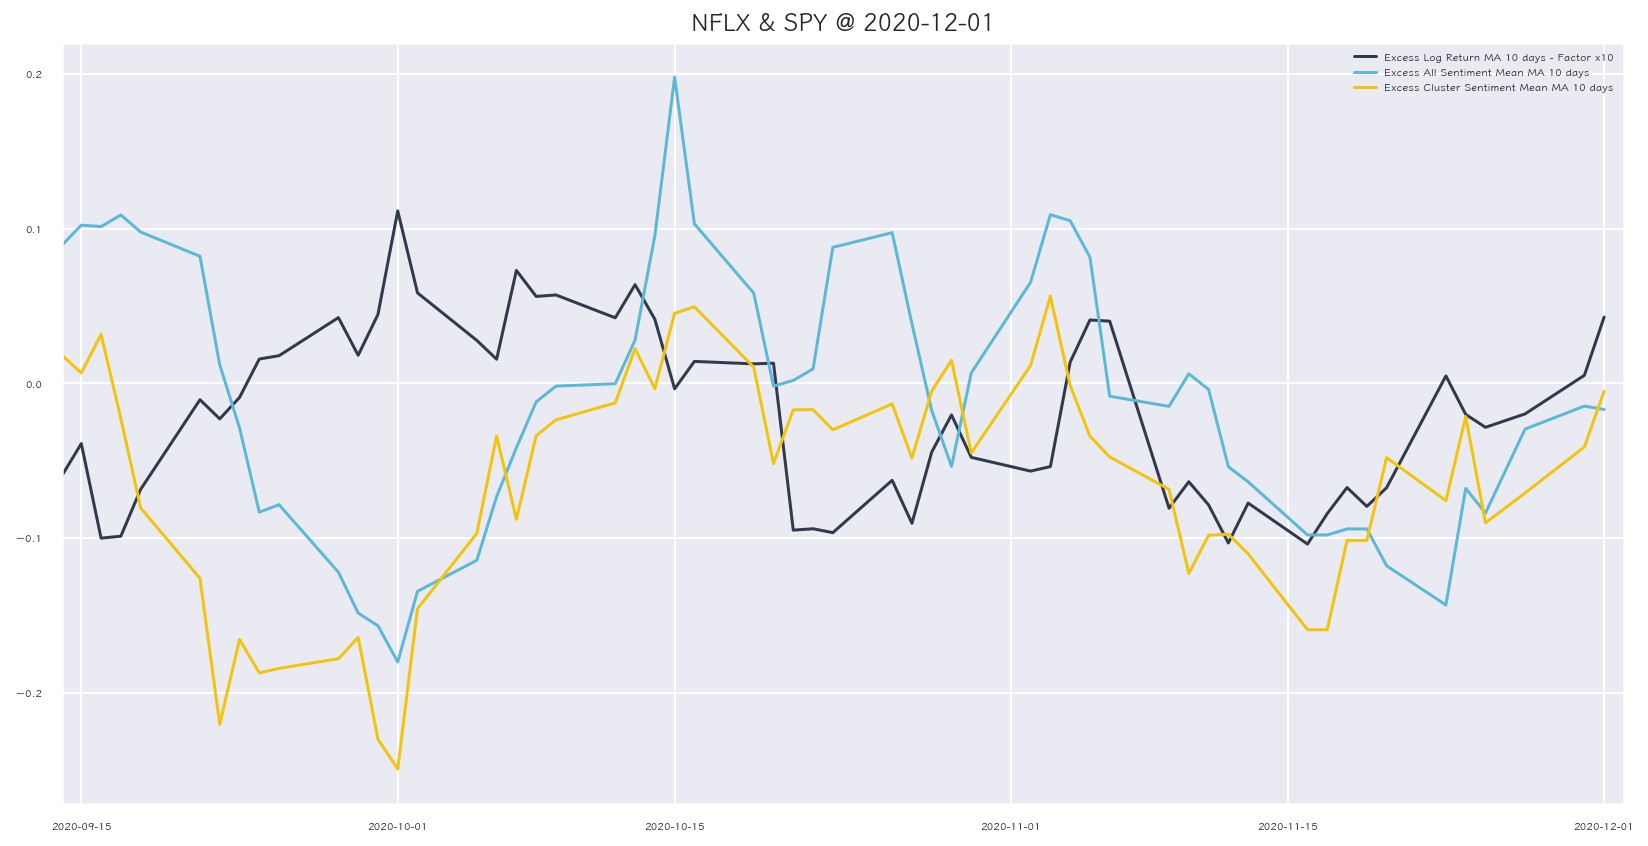 NFLX & SPY @ 2020-12-01
Excess Log Return MA 10 days - Factor x10
Excess All Sentiment Mean MA 10 days
Excess Cluster Sentiment Mean MA 10 days
0.2
0.1
0.0
−0.1
−0.2
2020-09-15 2020-10-01 2020-10-15 2020-11-01 2020-11-15 2020-12-01